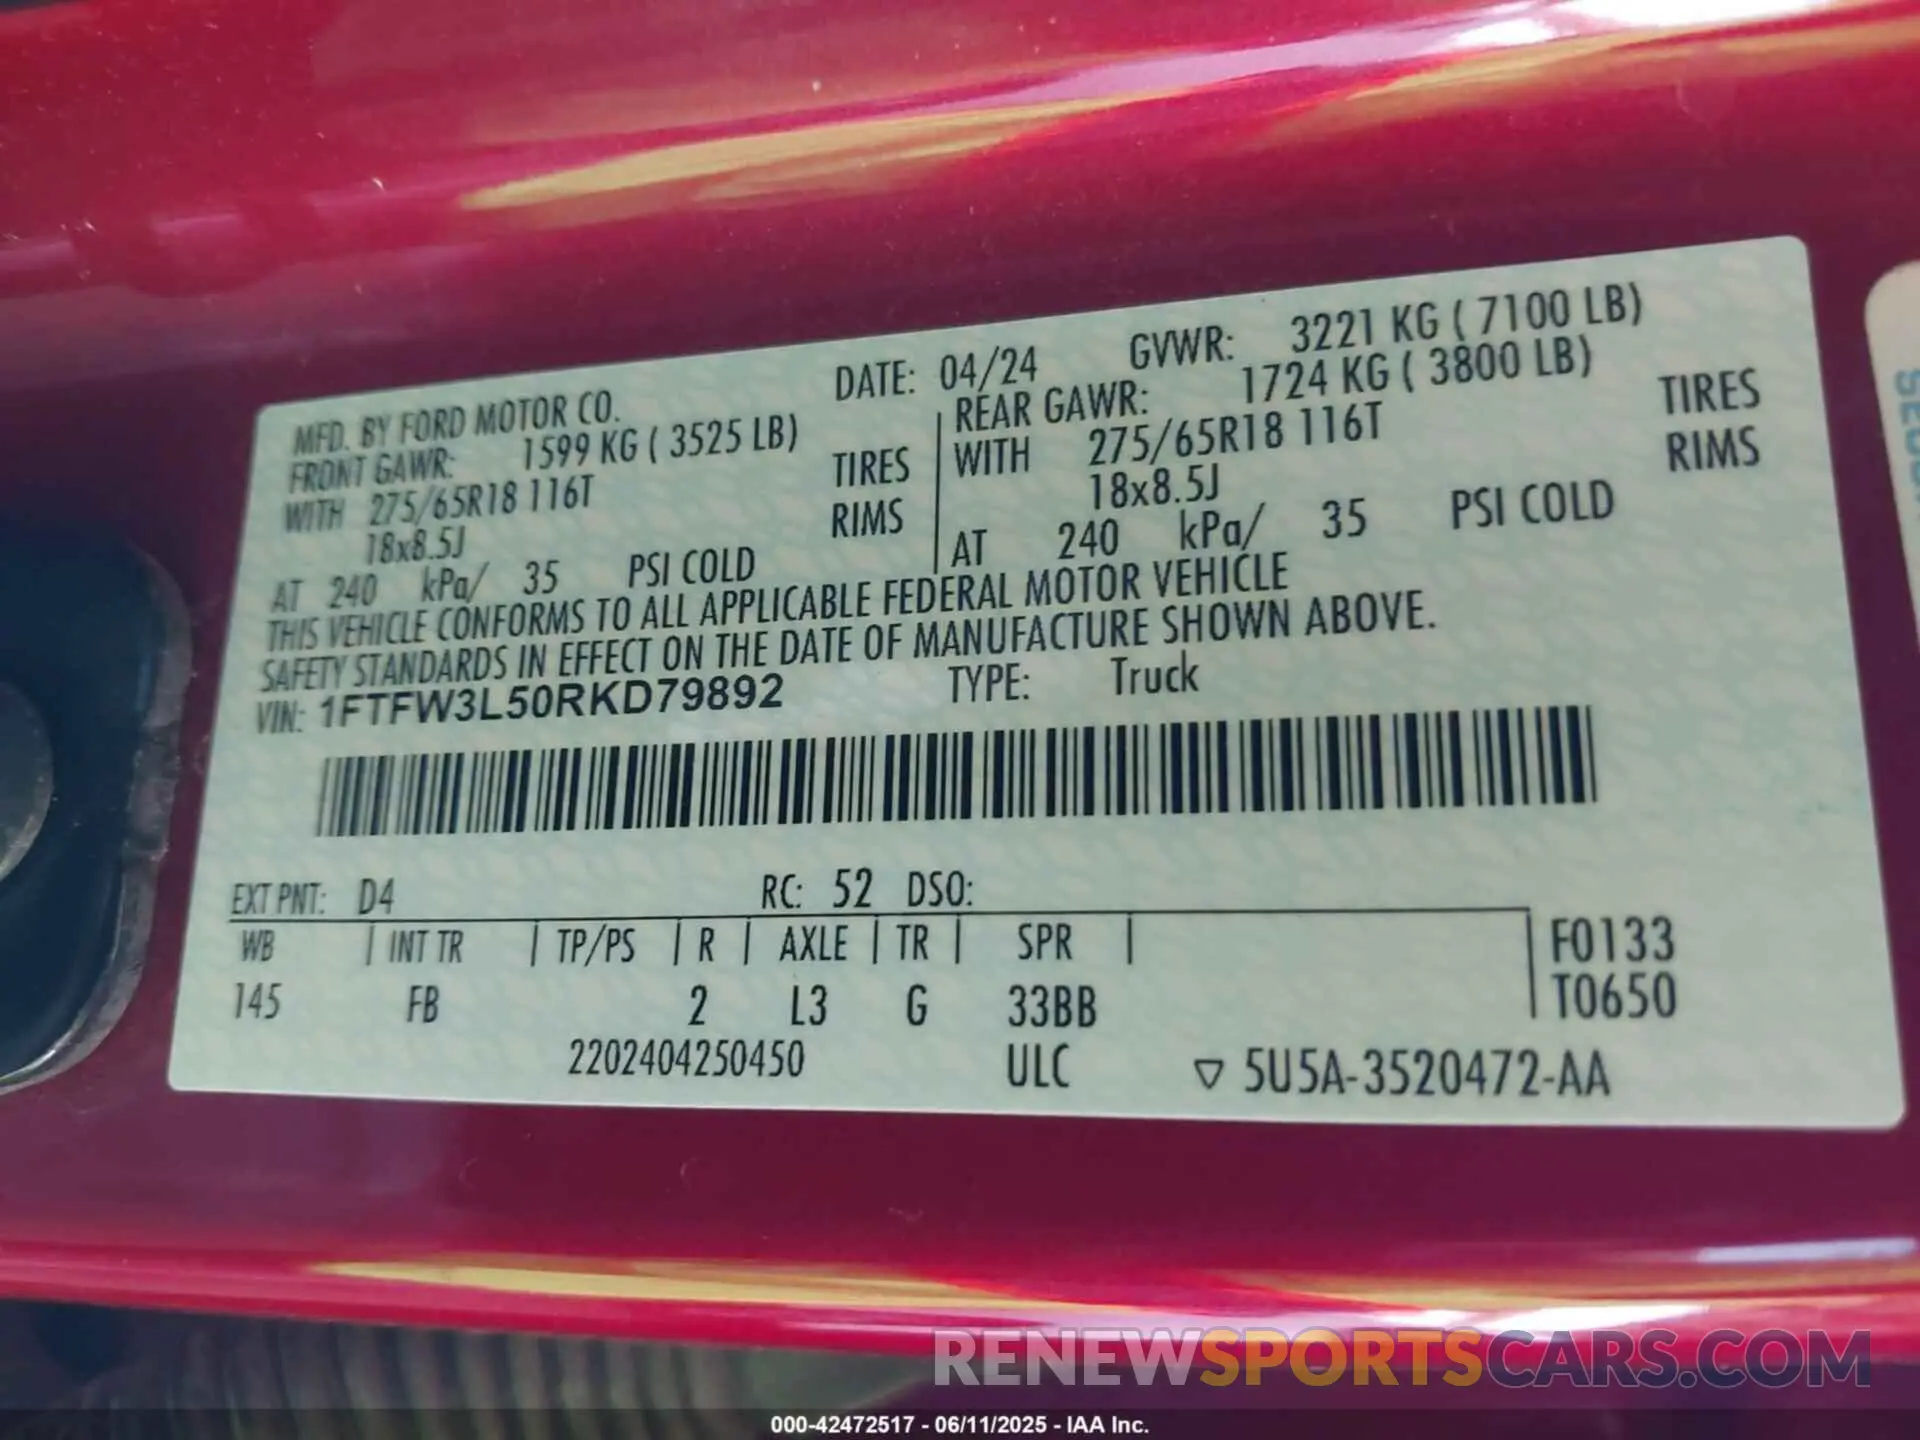 MFD. BY FORD MOTOR CO. DATE: 04/24 GVWR: 3221 KG ( 7100 LB)
FRONT GAWR: 1599 KG ( 3525 LB) REAR GAWR: 1724 KG ( 3800 LB)
WITH 275/65R18 116T TIRES WITH 275/65R18 116T TIRES
18x8.5J RIMS 18x8.5J RIMS
AT 240 kPa/ 35 PSI COLD AT 240 kPa/ 35 PSI COLD
THIS VEHICLE CONFORMS TO ALL APPLICABLE FEDERAL MOTOR VEHICLE
SAFETY STANDARDS IN EFFECT ON THE DATE OF MANUFACTURE SHOWN ABOVE.
VIN: 1FTFW3L50RKD79892 TYPE: Truck
EXT PNT: D4 RC: 52 DSO:
WB | INT TR | TP/PS | R | AXLE | TR | SPR | F0133
145 FB 2 L3 G 33BB T0650
2202404250450 ULC ▽ 5U5A-3520472-AA
RENEWSPORTSCARS.COM
000-42472517 - 06/11/2025 - IAA Inc.